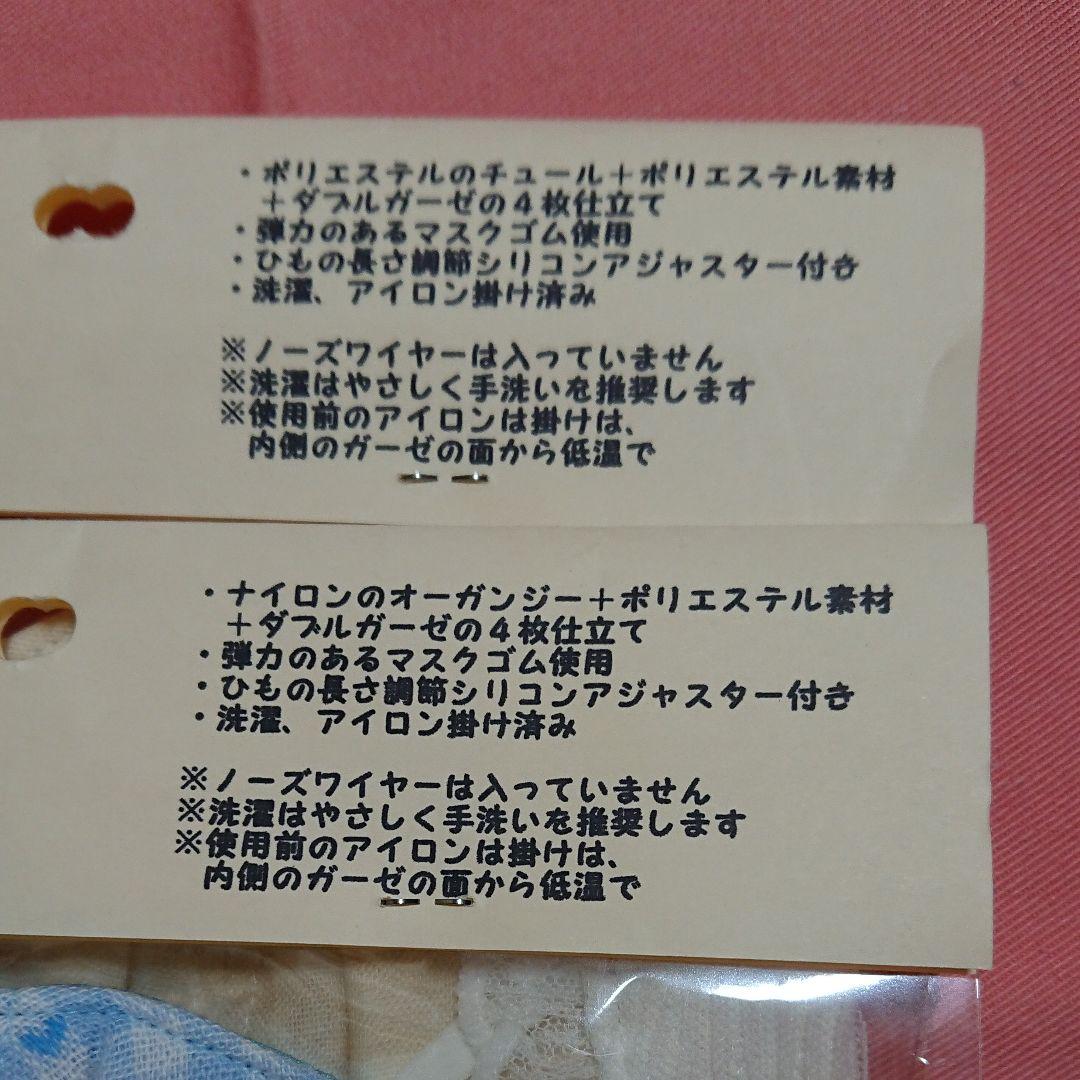 ・ポリエステルのチュール＋ポリエステル素材
＋ダブルガーゼの４枚仕立て
・弾力のあるマスクゴム使用
・ひもの長さ調節シリコンアジャスター付き
・洗濯、アイロン掛け済み
※ノーズワイヤーは入っていません
※洗濯はやさしく手洗いを推奨します
※使用前のアイロンは掛けは、
内側のガーゼの面から低温で
・ナイロンのオーガンジー＋ポリエステル素材
＋ダブルガーゼの４枚仕立て
・弾力のあるマスクゴム使用
・ひもの長さ調節シリコンアジャスター付き
・洗濯、アイロン掛け済み
※ノーズワイヤーは入っていません
※洗濯はやさしく手洗いを推奨します
※使用前のアイロンは掛けは、
内側のガーゼの面から低温で